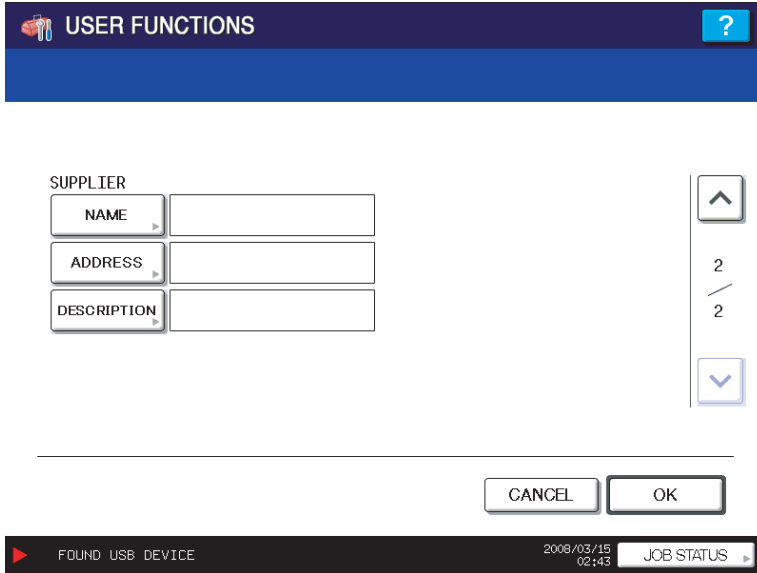 USER FUNCTIONS
?
SUPPLIER
NAME
ADDRESS
DESCRIPTION
2
2
CANCEL
OK
FOUND USB DEVICE
2008/03/15
02:43
JOB STATUS